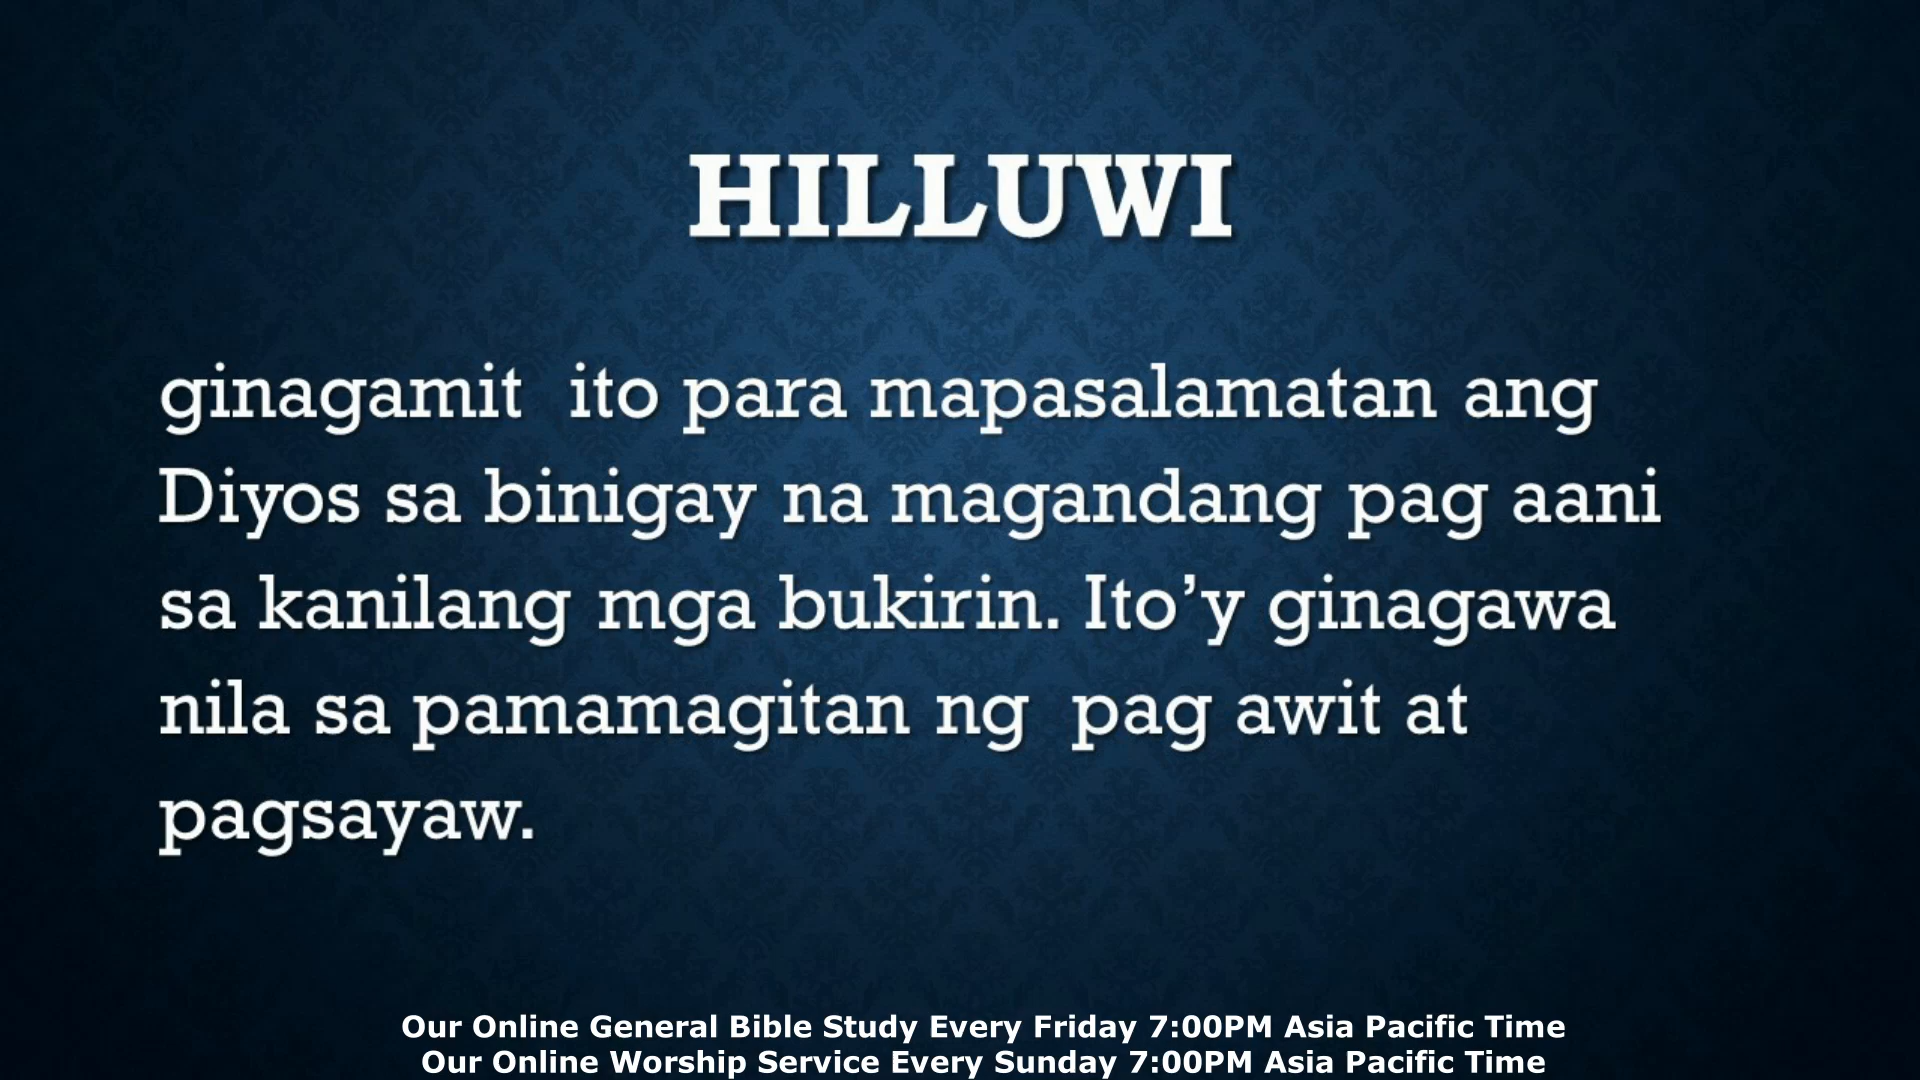 HILLUWI
ginagamit ito para mapasalamatan ang
Diyos sa binigay na magandang pag aani
sa kanilang mga bukirin. Ito’y ginagawa
nila sa pamamagitan ng pag awit at
pagsayaw.
Our Online General Bible Study Every Friday 7:00PM Asia Pacific Time
Our Online Worship Service Every Sunday 7:00PM Asia Pacific Time